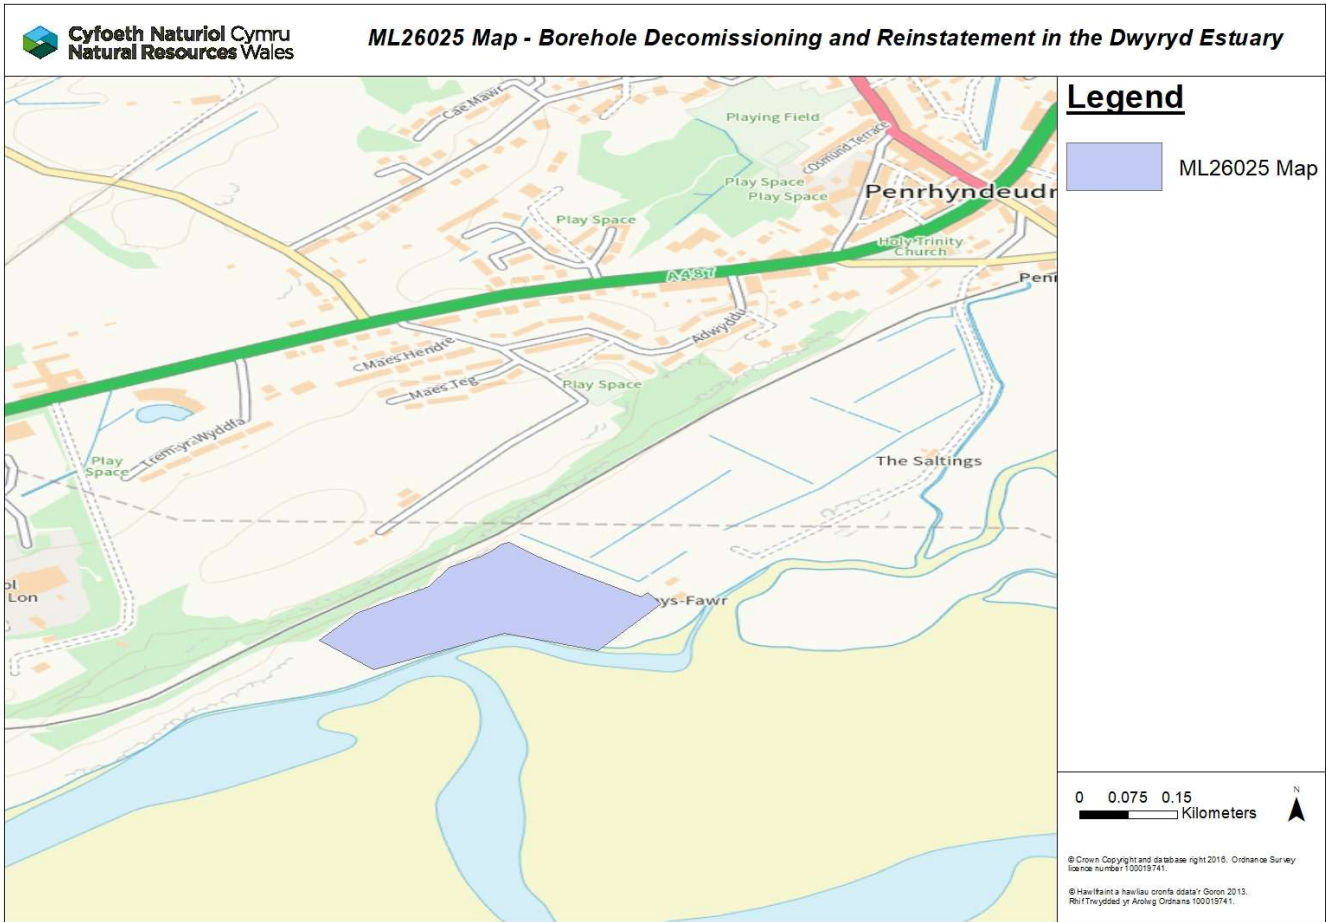 Cyfoeth Naturiol Cymru
Natural Resources Wales
ML26025 Map - Borehole Decomissioning and Reinstatement in the Dwyryd Estuary
Legend
ML26025 Map
Cae Mawr
Playing Field
Osmund Terrace
Play Space
Play Space
Penrhyndeudr
Play Space
Holy Trinity
Church
A487
Penr
Adwyddu
Maes Hendre
Maes Teg
Play Space
Trem yr Wyddfa
Play
Space
The Saltings
ol
Lon
ys-Fawr
0 0.075 0.15
Kilometers
N
© Crown Copyright and database right 2016. Ordnance Survey
licence number 100019741.
© Hawlfraint a hawliau cronfa ddata'r Goron 2013.
Rhif Trwydded yr Arolwg Ordnans 100019741.